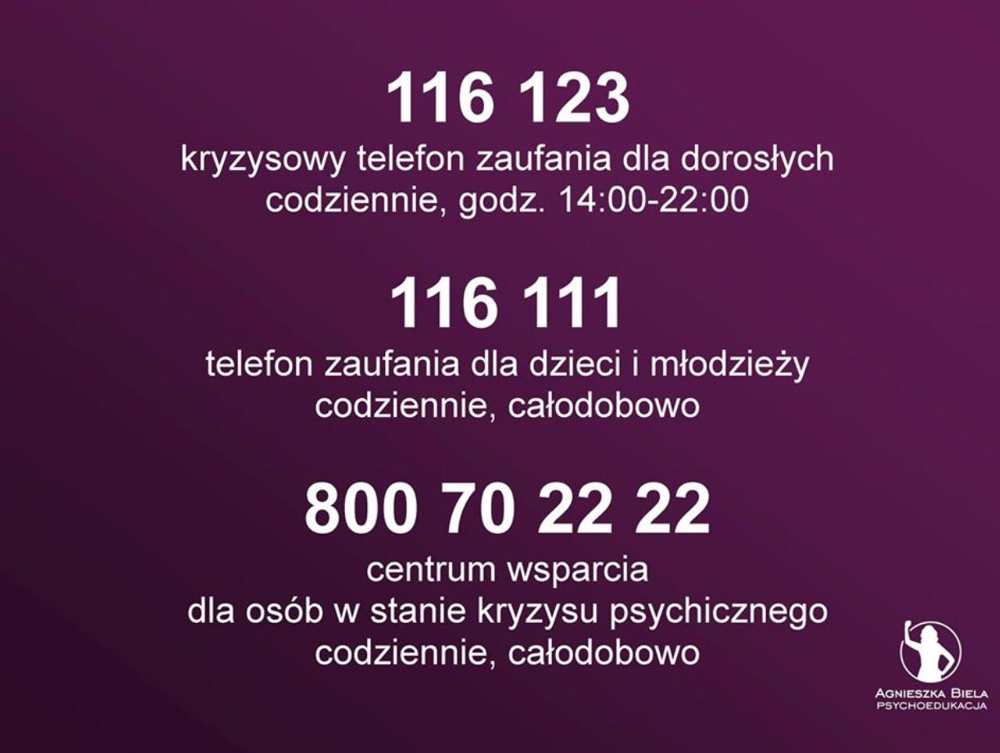 116 123
kryzysowy telefon zaufania dla dorosłych
codziennie, godz. 14:00-22:00
116 111
telefon zaufania dla dzieci i młodzieży
codziennie, całodobowo
800 70 22 22
centrum wsparcia
dla osób w stanie kryzysu psychicznego
codziennie, całodobowo
AGNIESZKA BIELA
PSYCHOEDUKACJA